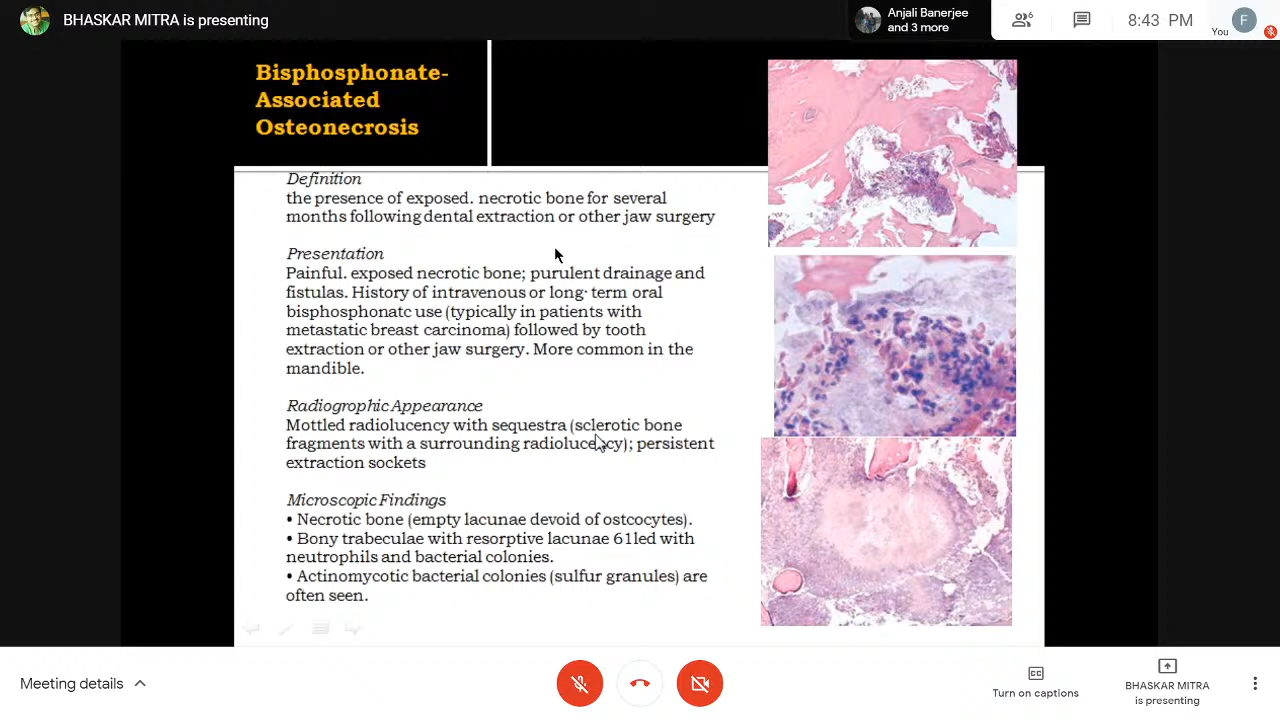 BHASKAR MITRA is presenting
Anjali Banerjee
and 3 more
6
8:43 PM
You
F
Bisphosphonate-
Associated
Osteonecrosis
Definition
the presence of exposed. necrotic bone for several
months following dental extraction or other jaw surgery
Presentation
Painful. exposed necrotic bone; purulent drainage and
fistulas. History of intravenous or long· term oral
bisphosphonatc use (typically in patients with
metastatic breast carcinoma) followed by tooth
extraction or other jaw surgery. More common in the
mandible.
Radiogrophic Appearance
Mottled radiolucency with sequestra (sclerotic bone
fragments with a surrounding radiolucency); persistent
extraction sockets
Microscopic Findings
• Necrotic bone (empty lacunae devoid of ostcocytes).
• Bony trabeculae with resorptive lacunae 61led with
neutrophils and bacterial colonies.
• Actinomycotic bacterial colonies (sulfur granules) are
often seen.
Meeting details
CC
Turn on captions
BHASKAR MITRA
is presenting